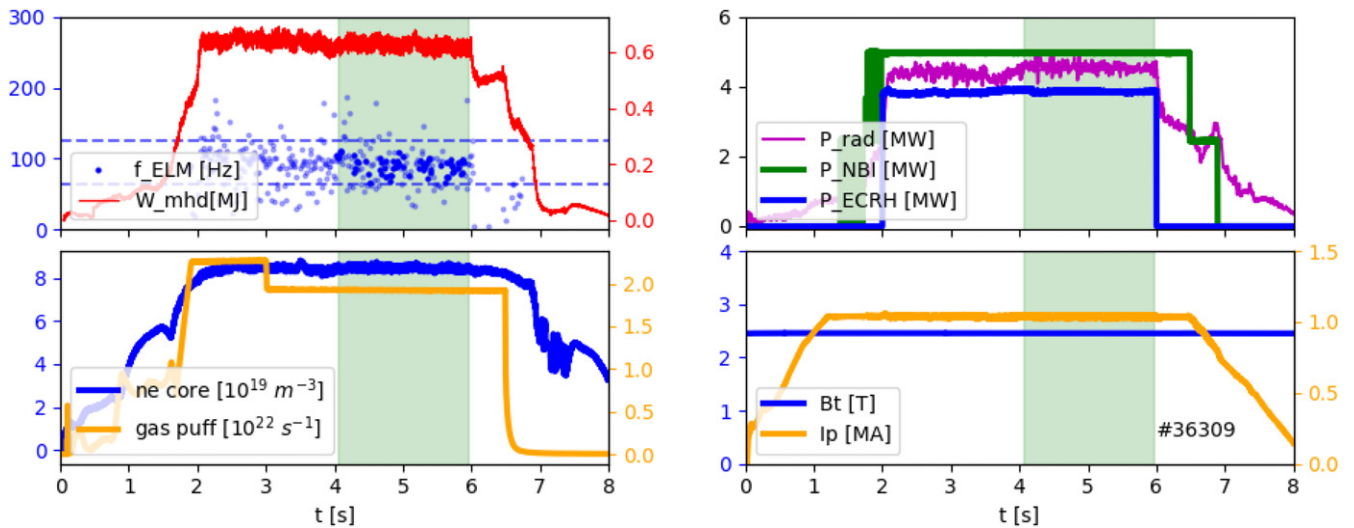 300
200
100
0
0.6
0.4
0.2
0.0
f_ELM [Hz]
W_mhd[MJ]
6
4
2
0
P_rad [MW]
P_NBI [MW]
P_ECRH [MW]
8
6
4
2
0
2.0
1.5
1.0
0.5
0.0
ne core [10^{19} m^{-3}]
gas puff [10^{22} s^{-1}]
0 1 2 3 4 5 6 7 8
t [s]
4
3
2
1
0
1.5
1.0
0.5
0.0
Bt [T]
Ip [MA]
#36309
0 1 2 3 4 5 6 7 8
t [s]